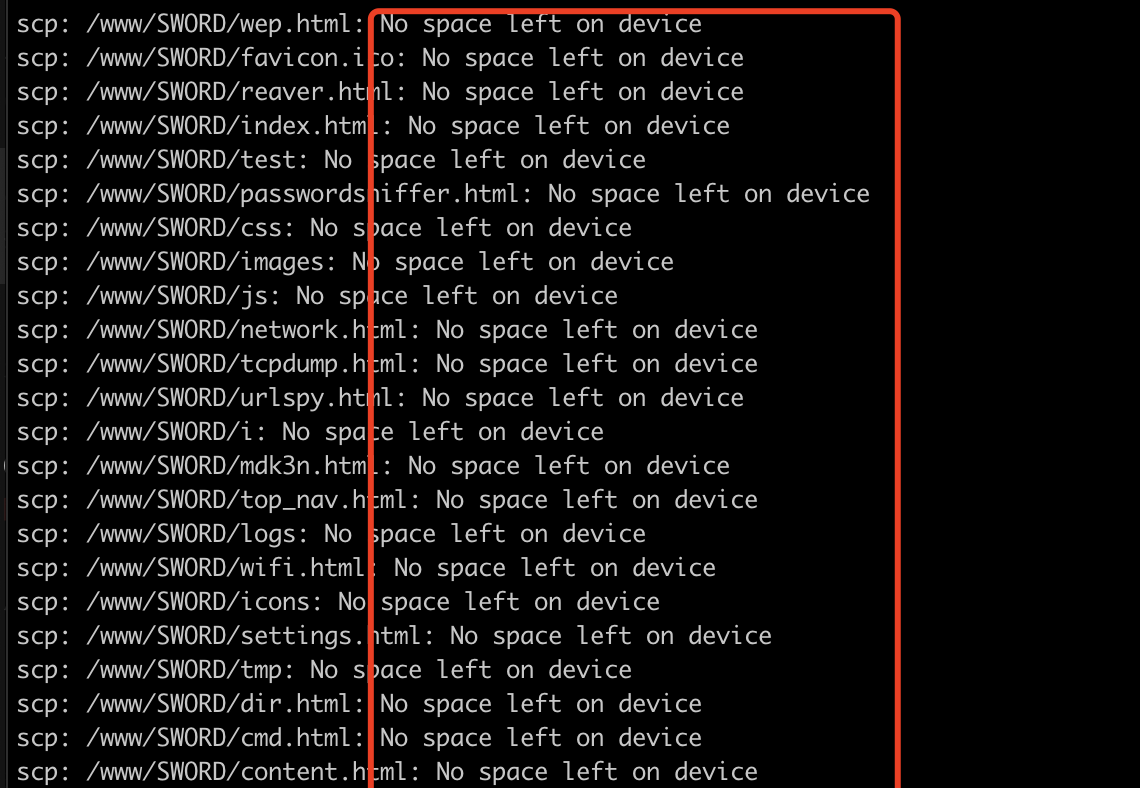 scp: /www/SWORD/wep.html: No space left on device
scp: /www/SWORD/favicon.ico: No space left on device
scp: /www/SWORD/reaver.html: No space left on device
scp: /www/SWORD/index.html: No space left on device
scp: /www/SWORD/test: No space left on device
scp: /www/SWORD/passwordsniffer.html: No space left on device
scp: /www/SWORD/css: No space left on device
scp: /www/SWORD/images: No space left on device
scp: /www/SWORD/js: No space left on device
scp: /www/SWORD/network.html: No space left on device
scp: /www/SWORD/tcpdump.html: No space left on device
scp: /www/SWORD/urlspy.html: No space left on device
scp: /www/SWORD/i: No space left on device
scp: /www/SWORD/mdk3n.html: No space left on device
scp: /www/SWORD/top_nav.html: No space left on device
scp: /www/SWORD/logs: No space left on device
scp: /www/SWORD/wifi.html: No space left on device
scp: /www/SWORD/icons: No space left on device
scp: /www/SWORD/settings.html: No space left on device
scp: /www/SWORD/tmp: No space left on device
scp: /www/SWORD/dir.html: No space left on device
scp: /www/SWORD/cmd.html: No space left on device
scp: /www/SWORD/content.html: No space left on device